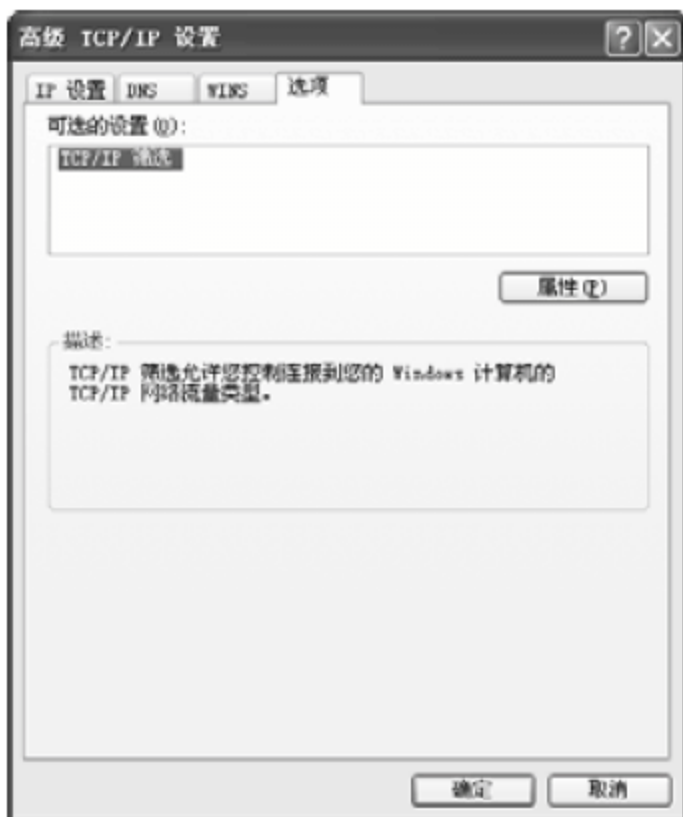 高级 TCP/IP 设置
IP 设置 DNS WINS 选项
可选的设置(O):
TCP/IP 筛选
属性(P)
描述:
TCP/IP 筛选允许您控制连接到您的 Windows 计算机的
TCP/IP 网络流量类型。
确定 取消